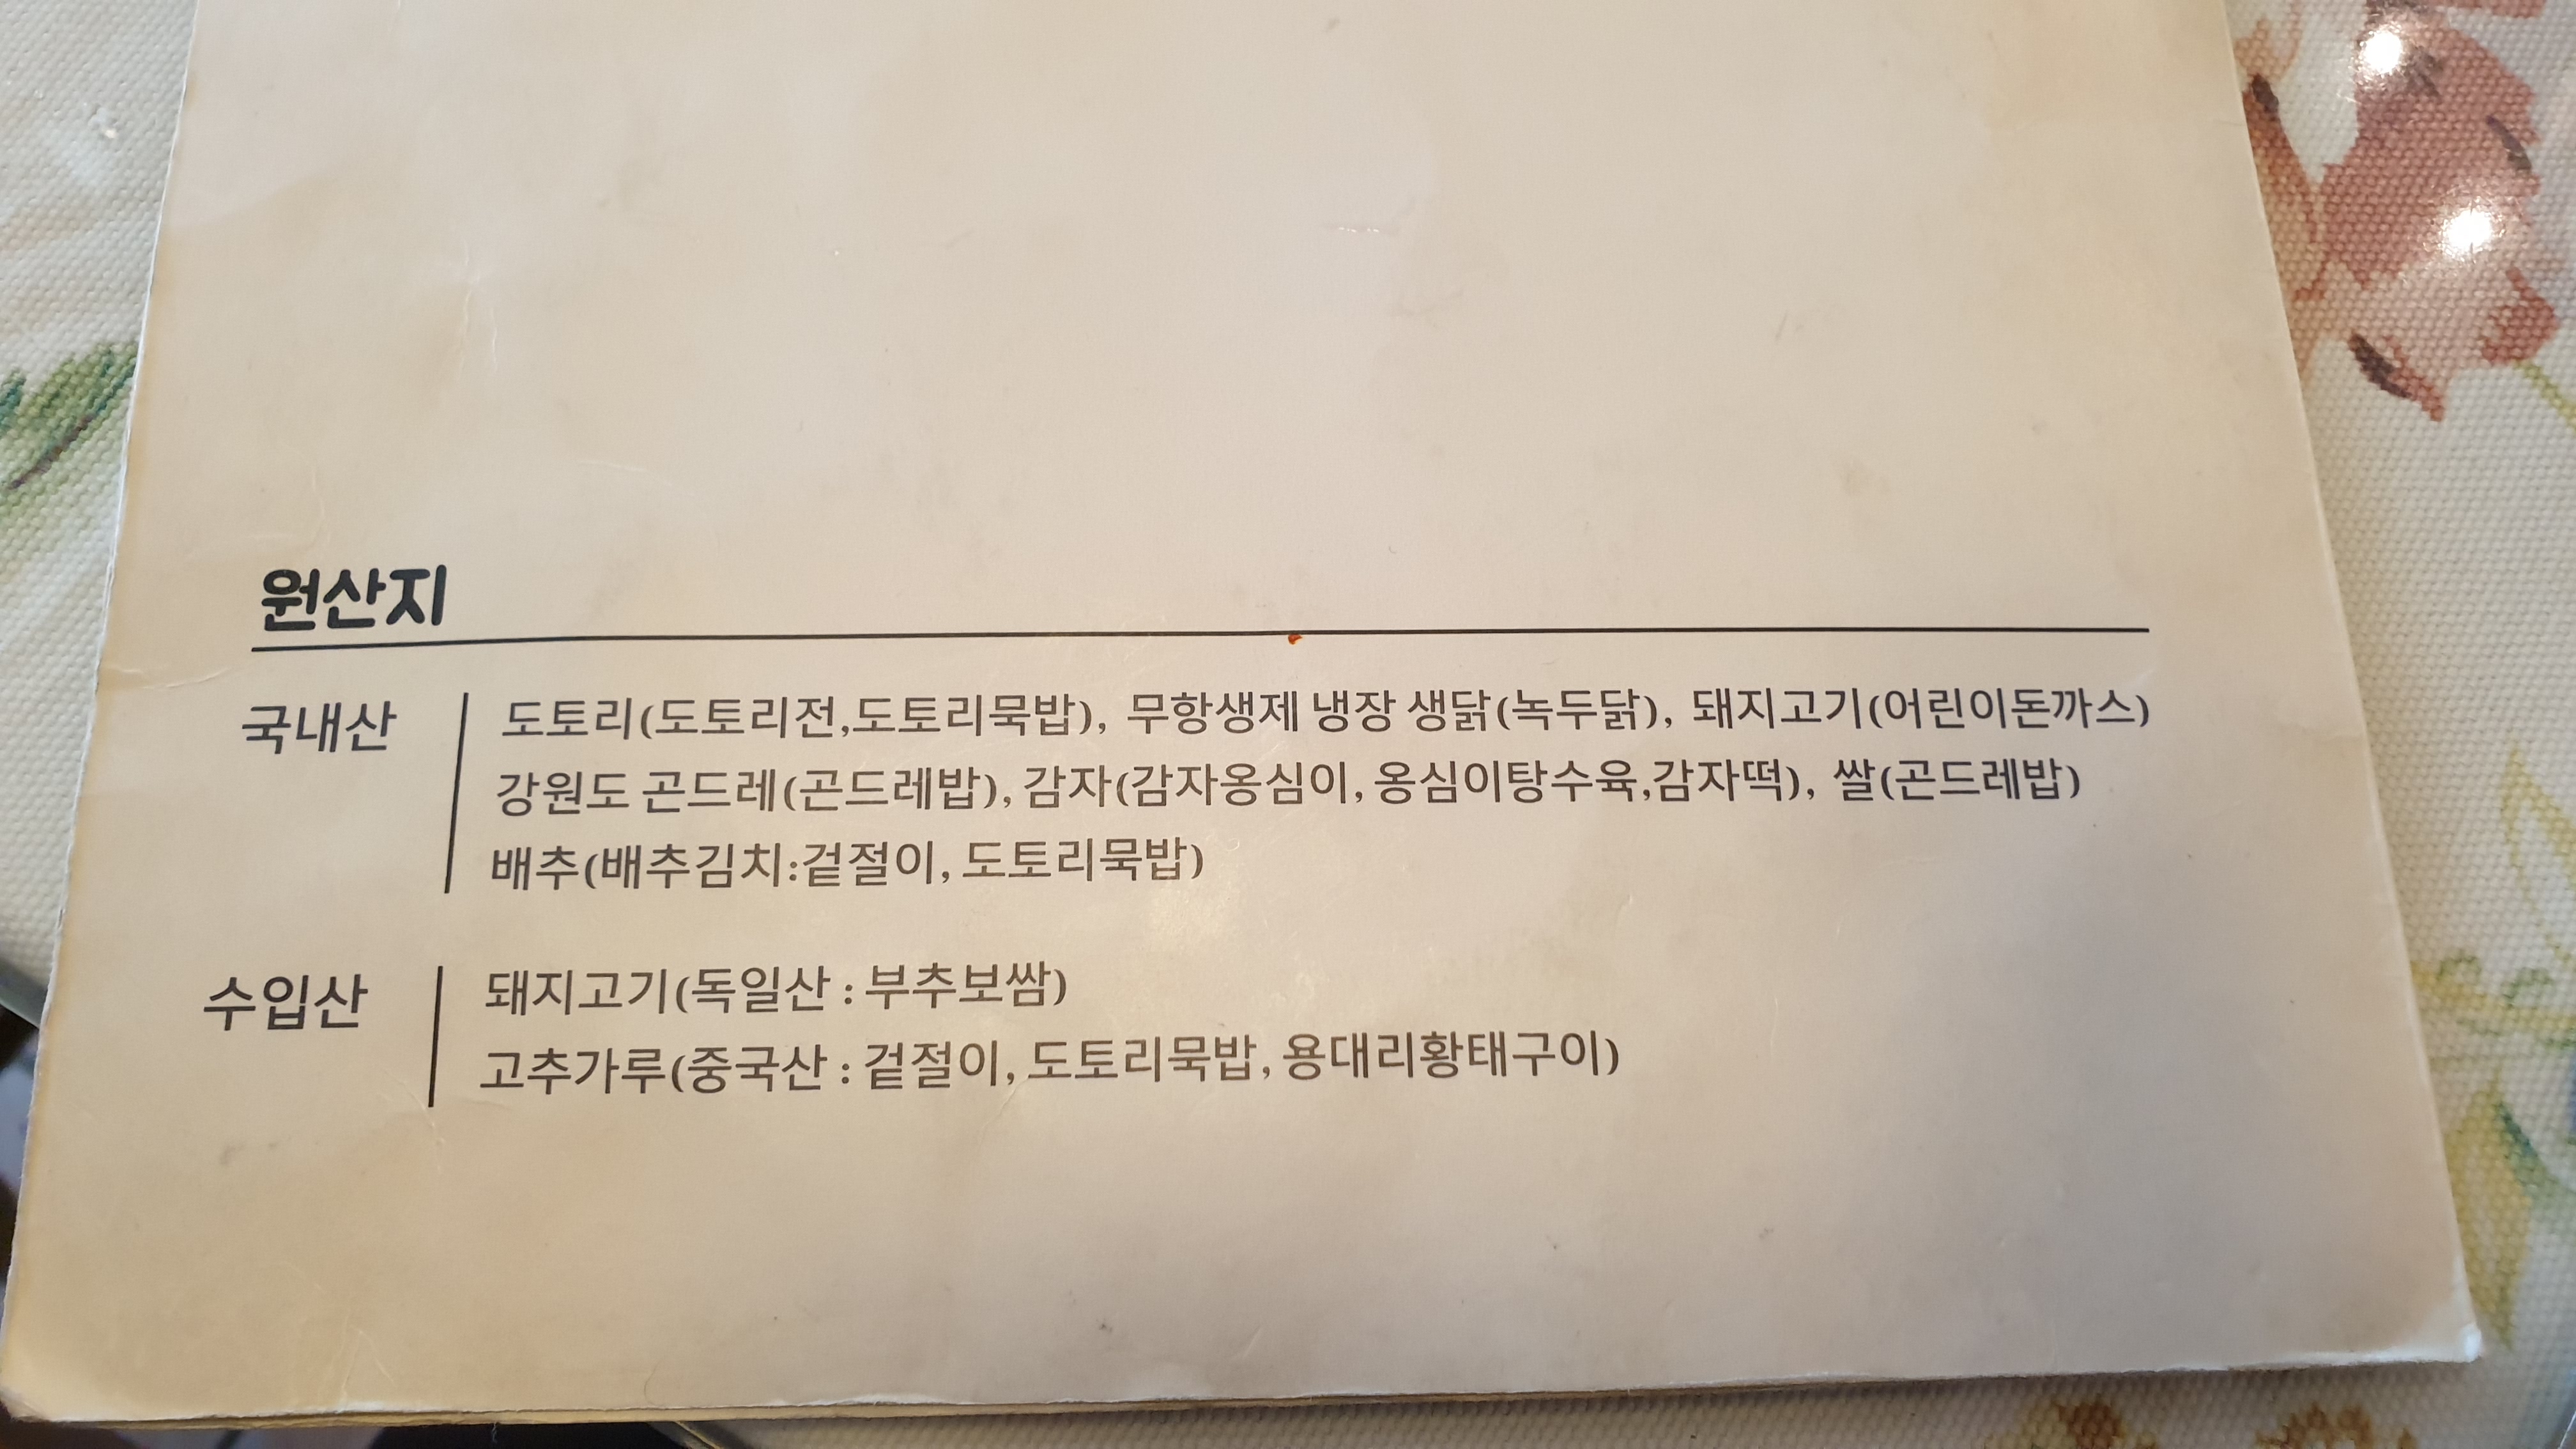 원산지
국내산
도토리(도토리전,도토리묵밥), 무항생제 냉장 생닭(녹두닭), 돼지고기(어린이돈까스)
강원도 곤드레(곤드레밥), 감자(감자옹심이, 옹심이탕수육,감자떡), 쌀(곤드레밥)
배추(배추김치:겉절이, 도토리묵밥)
수입산
돼지고기(독일산 : 부추보쌈)
고추가루(중국산 : 겉절이, 도토리묵밥, 용대리황태구이)